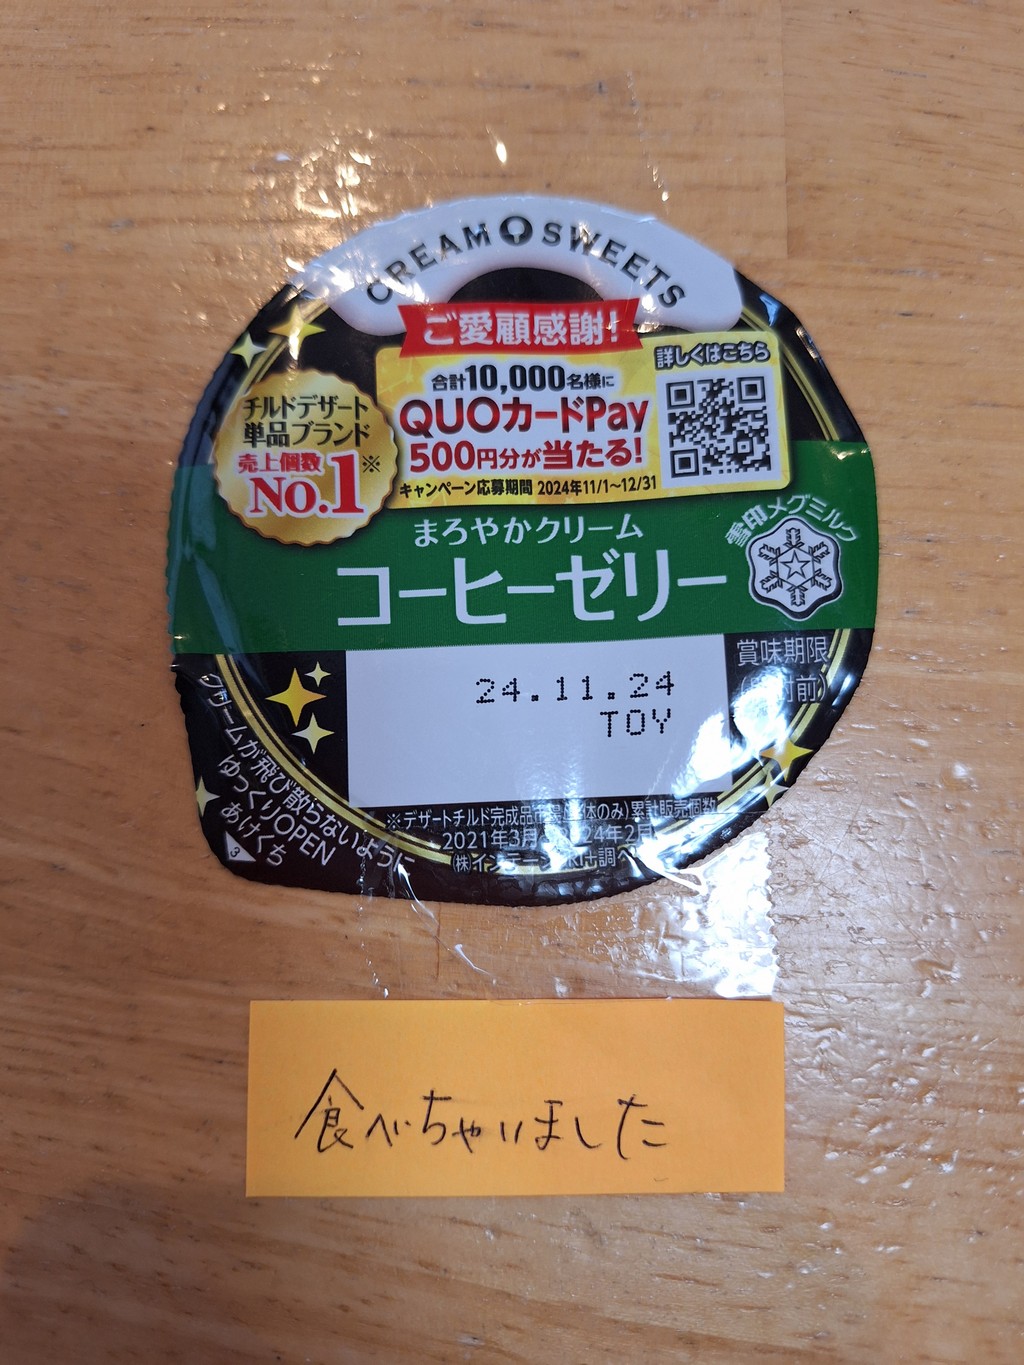 CREAM SWEETS
ご愛顧感謝!
詳しくはこちら
合計10,000名様に
QUOカードPay
500円分が当たる!
キャンペーン応募期間 2024年11/1~12/31
チルドデザート
単品ブランド
売上個数※
No.1
まろやかクリーム
コーヒーゼリー
雪印メグミルク
賞味期限
24.11.24
TOY
クリームが飛び散らないように
ゆっくりOPEN
あけくち
3
※デザートチルド完成品市場
累計販売個数
2021年3月
24年2月
食べちゃいました